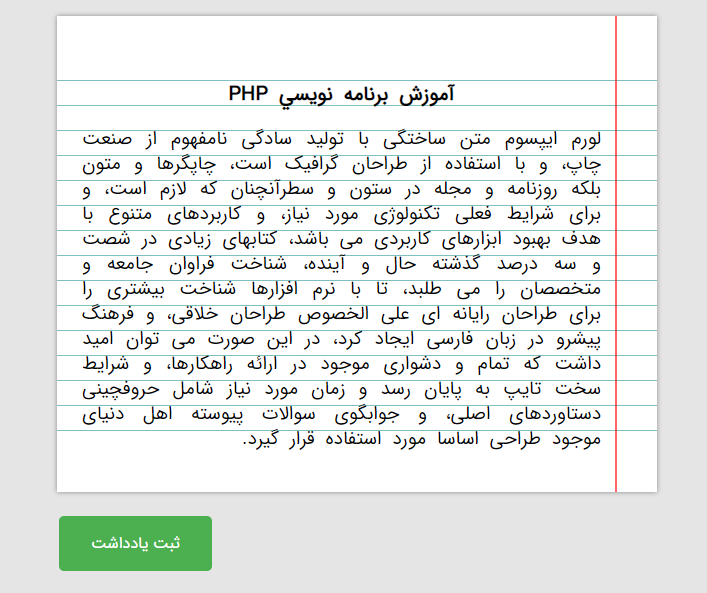 آموزش برنامه نويسي PHP
لورم ایپسوم متن ساختگی با تولید سادگی نامفهوم از صنعت
چاپ، و با استفاده از طراحان گرافیک است، چاپگرها و متون
بلکه روزنامه و مجله در ستون و سطرآنچنان که لازم است، و
برای شرایط فعلی تکنولوژی مورد نیاز، و کاربردهای متنوع با
هدف بهبود ابزارهای کاربردی می باشد، کتابهای زیادی در شصت
و سه درصد گذشته حال و آینده، شناخت فراوان جامعه و
متخصصان را می طلبد، تا با نرم افزارها شناخت بیشتری را
برای طراحان رایانه ای علی الخصوص طراحان خلاقی، و فرهنگ
پیشرو در زبان فارسی ایجاد کرد، در این صورت می توان امید
داشت که تمام و دشواری موجود در ارائه راهکارها، و شرایط
سخت تایپ به پایان رسد و زمان مورد نیاز شامل حروفچینی
دستاوردهای اصلی، و جوابگوی سوالات پیوسته اهل دنیای
موجود طراحی اساسا مورد استفاده قرار گیرد.
ثبت یادداشت